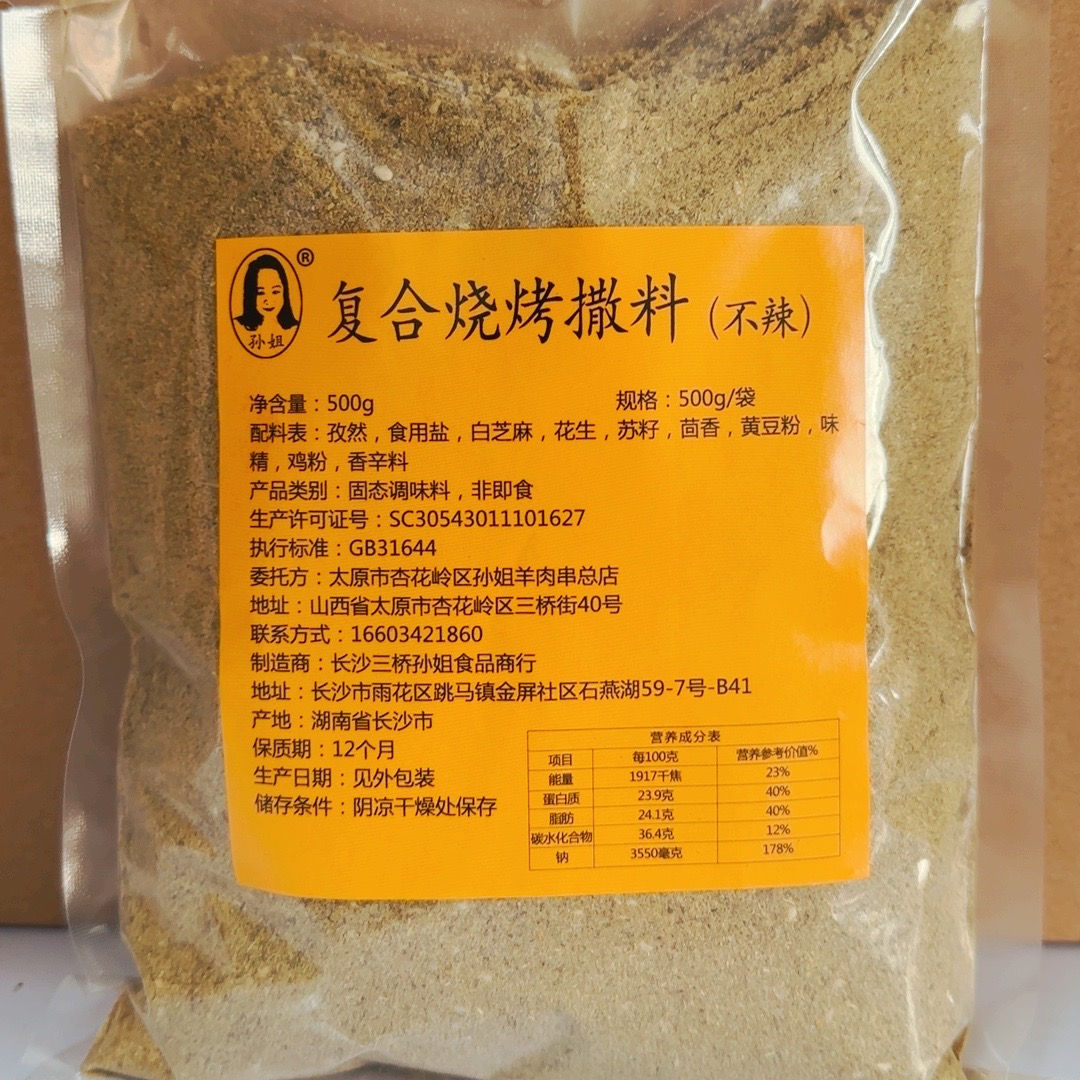 ®
孙姐
复合烧烤撒料(不辣)
净含量:500g 规格:500g/袋
配料表:孜然,食用盐,白芝麻,花生,苏籽,茴香,黄豆粉,味
精,鸡粉,香辛料
产品类别:固态调味料,非即食
生产许可证号:SC30543011101627
执行标准:GB31644
委托方:太原市杏花岭区孙姐羊肉串总店
地址:山西省太原市杏花岭区三桥街40号
联系方式:16603421860
制造商:长沙三桥孙姐食品商行
地址:长沙市雨花区跳马镇金屏社区石燕湖59-7号-B41
产地:湖南省长沙市
保质期:12个月
生产日期:见外包装
储存条件:阴凉干燥处保存
营养成分表
项目 每100克 营养参考价值%
能量 1917千焦 23%
蛋白质 23.9克 40%
脂肪 24.1克 40%
碳水化合物 36.4克 12%
钠 3550毫克 178%